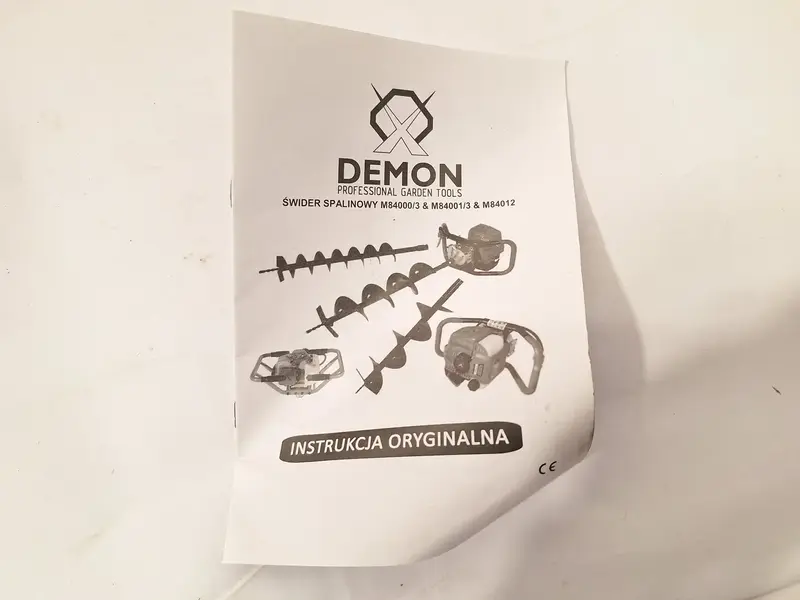 DEMON
PROFESSIONAL GARDEN TOOLS
ŚWIDER SPALINOWY M84000/3 & M84001/3 & M84012
INSTRUKCJA ORYGINALNA
CE